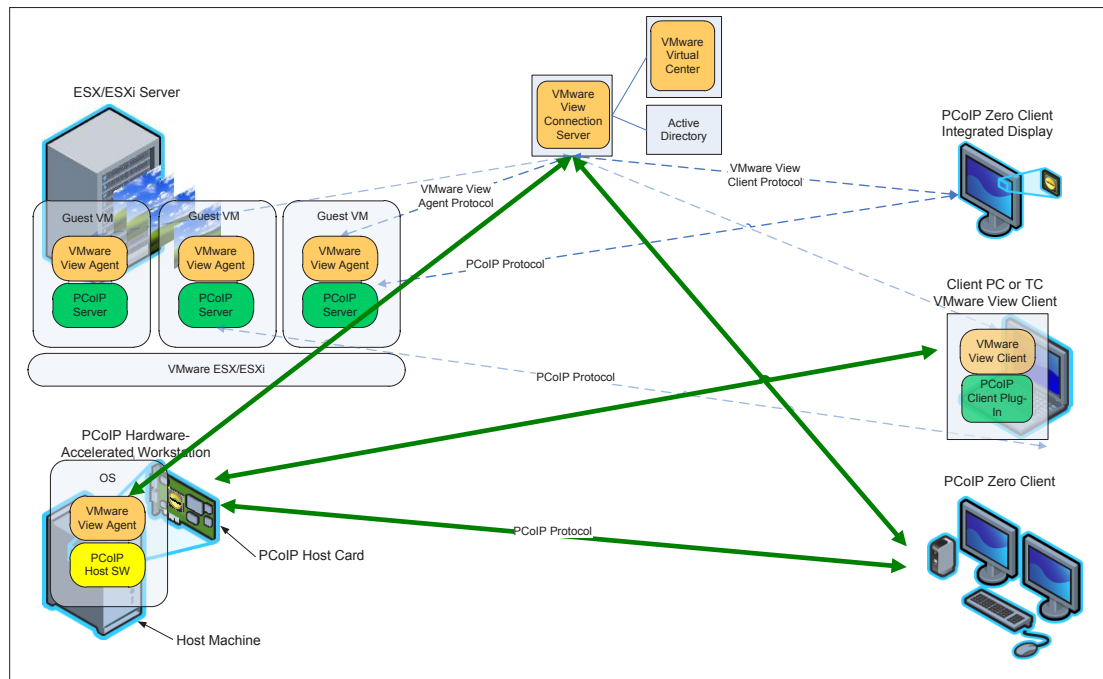 VMware
Virtual
Center
ESX/ESXi Server
VMware
View
Connection
Server
Active
Directory
PCoIP Zero Client
Integrated Display
VMware View
Client Protocol
VMware View
Agent Protocol
Guest VM
Guest VM
Guest VM
VMware
View Agent
VMware
View Agent
VMware
View Agent
PCoIP Protocol
PCoIP
Server
PCoIP
Server
PCoIP
Server
Client PC or TC
VMware View Client
VMware
View Client
VMware ESX/ESXi
PCoIP Protocol
PCoIP
Client Plug-
In
PCoIP Hardware-
Accelerated Workstation
OS
PCoIP Zero Client
VMware
View Agent
PCoIP Protocol
PCoIP
Host SW
PCoIP Host Card
Host Machine